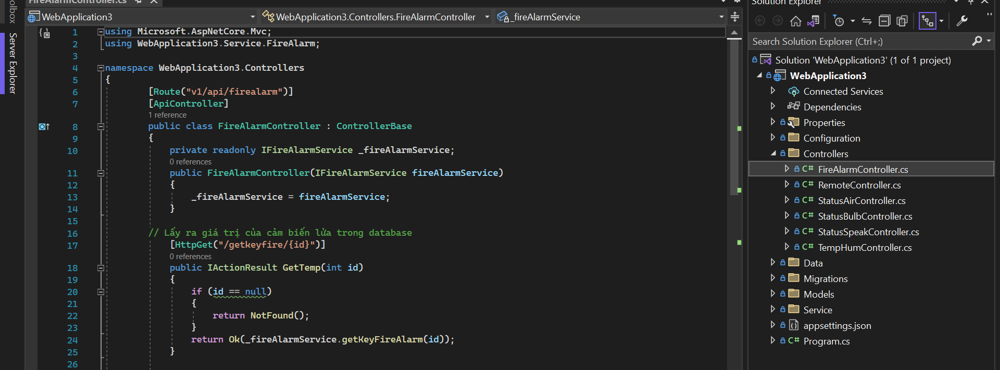 FireAlarmController.cs
Solution Explorer
olbox
Server Explorer
WebApplication3
WebApplication3.Controllers.FireAlarmController
_fireAlarmService
1 using Microsoft.AspNetCore.Mvc;
2 using WebApplication3.Service.FireAlarm;
3
4 namespace WebApplication3.Controllers
5 {
6 [Route("v1/api/firealarm")]
7 [ApiController]
1 reference
8 public class FireAlarmController : ControllerBase
9 {
10 private readonly IFireAlarmService _fireAlarmService;
0 references
11 public FireAlarmController(IFireAlarmService fireAlarmService)
12 {
13 _fireAlarmService = fireAlarmService;
14 }
15
16 // Lấy ra giá trị của cảm biến lửa trong database
17 [HttpGet("/getkeyfire/{id}")]
0 references
18 public IActionResult GetTemp(int id)
19 {
20 if (id == null)
21 {
22 return NotFound();
23 }
24 return Ok(_fireAlarmService.getKeyFireAlarm(id));
25 }
26
Search Solution Explorer (Ctrl+;)
Solution 'WebApplication3' (1 of 1 project)
WebApplication3
Connected Services
Dependencies
Properties
Configuration
Controllers
C# FireAlarmController.cs
C# RemoteController.cs
C# StatusAirController.cs
C# StatusBulbController.cs
C# StatusSpeakController.cs
C# TempHumController.cs
Data
Migrations
Models
Service
appsettings.json
C# Program.cs